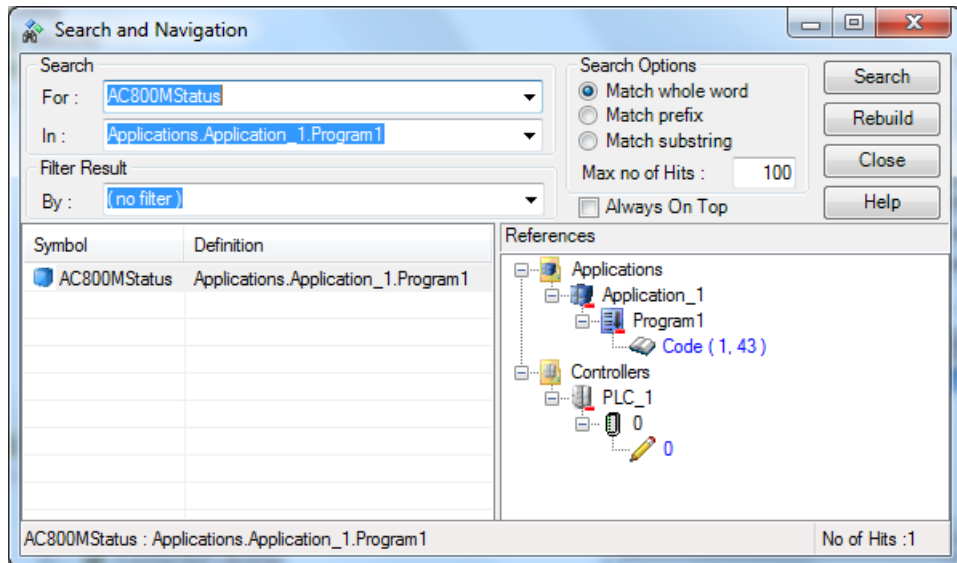 Search and Navigation
Search
For :
AC800MStatus
In :
Applications.Application_1.Program1
Filter Result
By :
( no filter )
Search Options
Match whole word
Match prefix
Match substring
Max no of Hits :
100
Always On Top
Search
Rebuild
Close
Help
Symbol
Definition
AC800MStatus
Applications.Application_1.Program1
References
Applications
Application_1
Program1
Code ( 1, 43 )
Controllers
PLC_1
0
0
AC800MStatus : Applications.Application_1.Program1
No of Hits :1